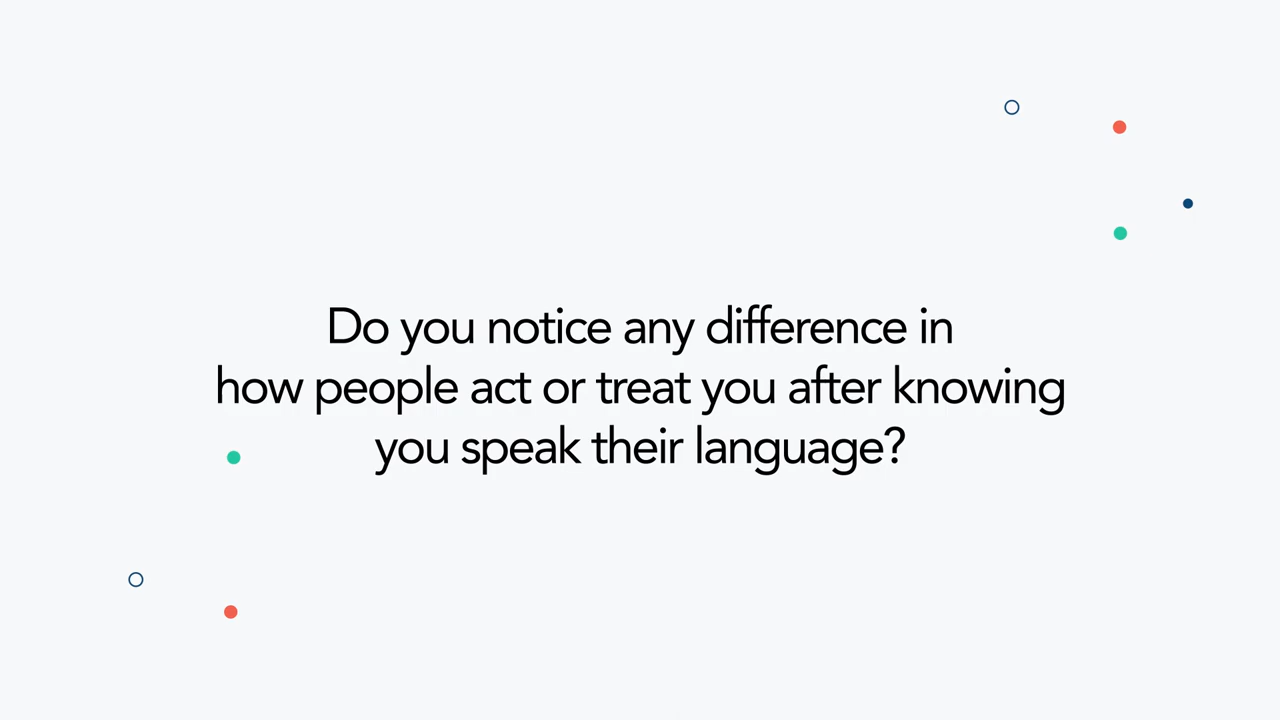 Do you notice any difference in
how people act or treat you after knowing
you speak their language?